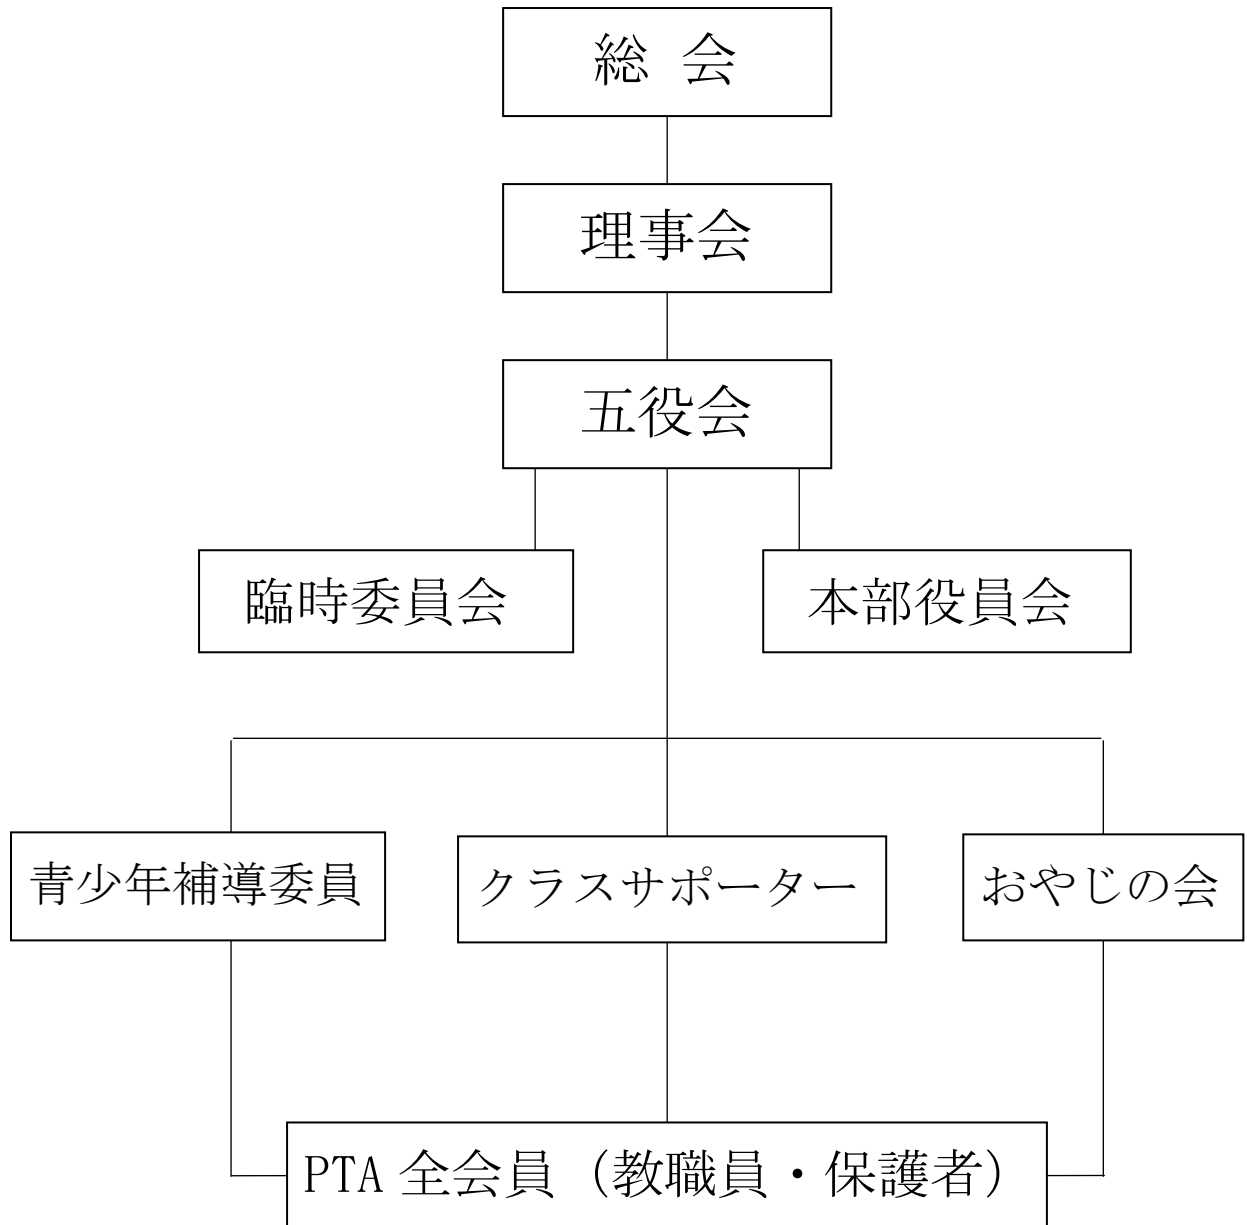 総 会
理事会
五役会
臨時委員会
本部役員会
青少年補導委員
クラスサポーター
おやじの会
PTA 全会員（教職員・保護者）